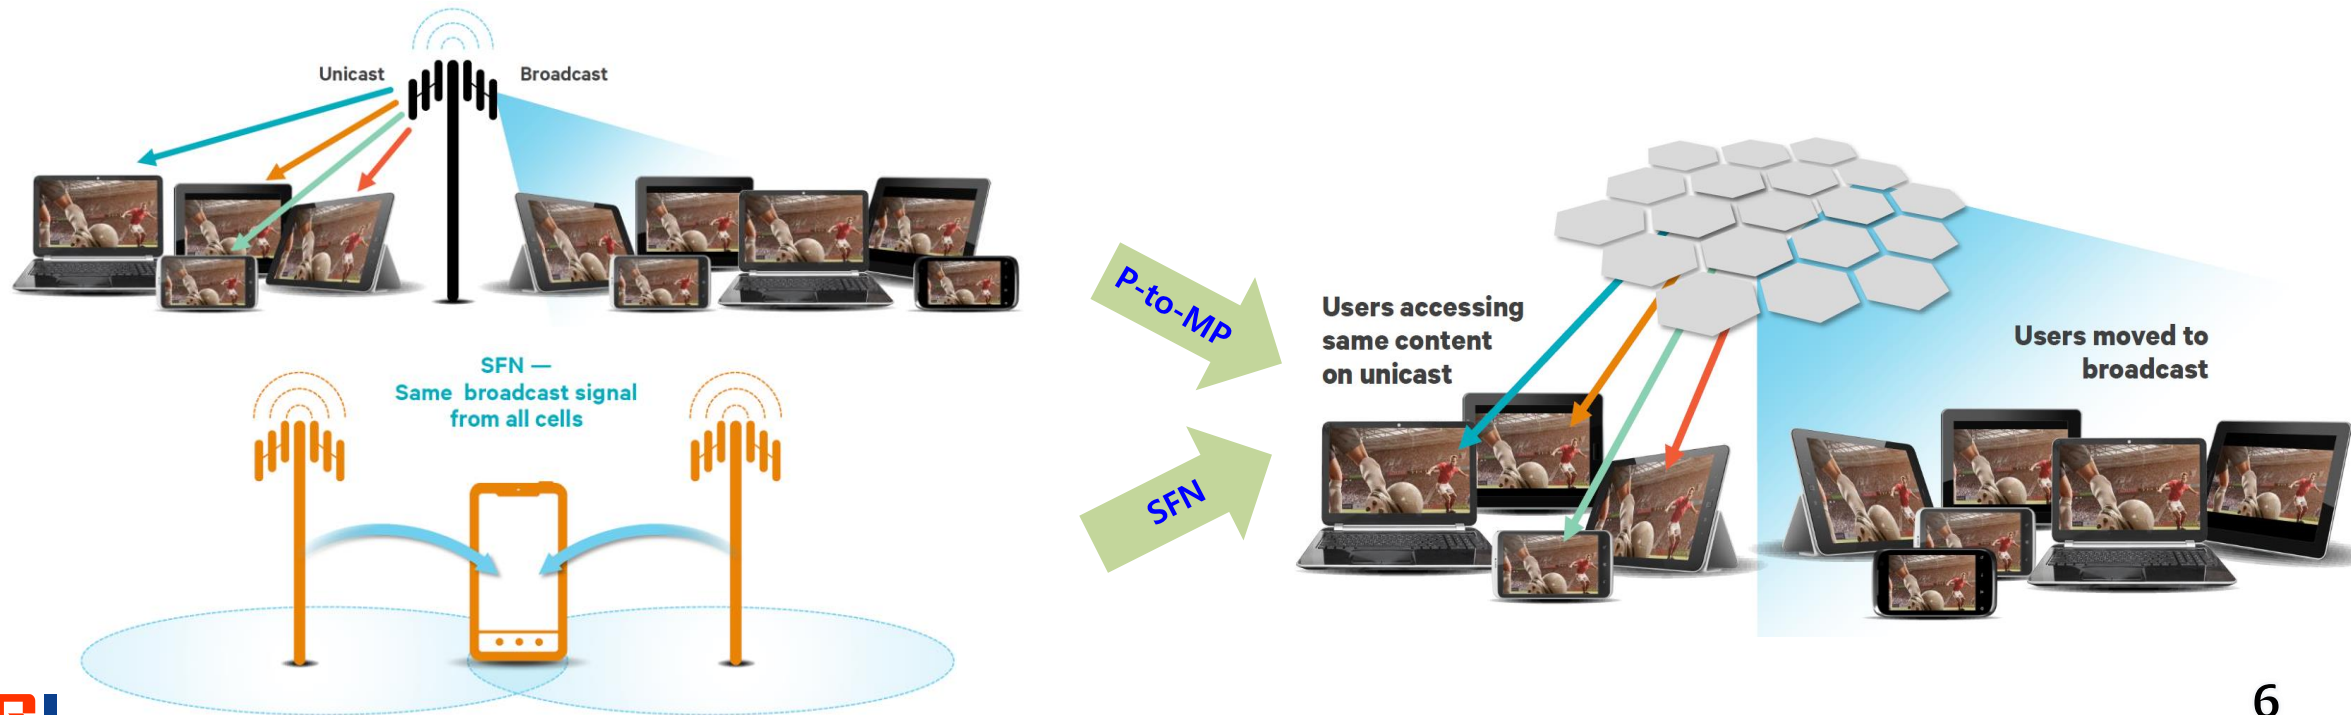 Unicast
Broadcast
SFN —
Same broadcast signal
from all cells
P-to-MP
SFN
Users accessing
same content
on unicast
Users moved to
broadcast
6